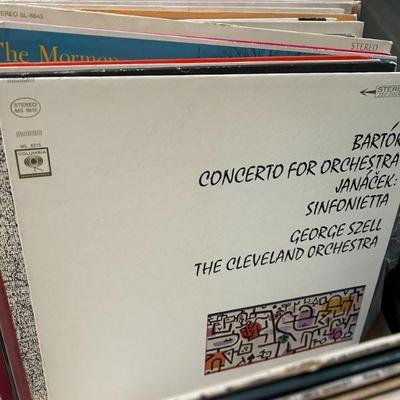 STEREO SL-6643
The Mormon
STEREO
STEREO
MS 6815
ML 6215
COLUMBIA
STEREO
BARTÓK:
CONCERTO FOR ORCHESTRA
JANÁČEK:
SINFONIETTA
GEORGE SZELL
THE CLEVELAND ORCHESTRA